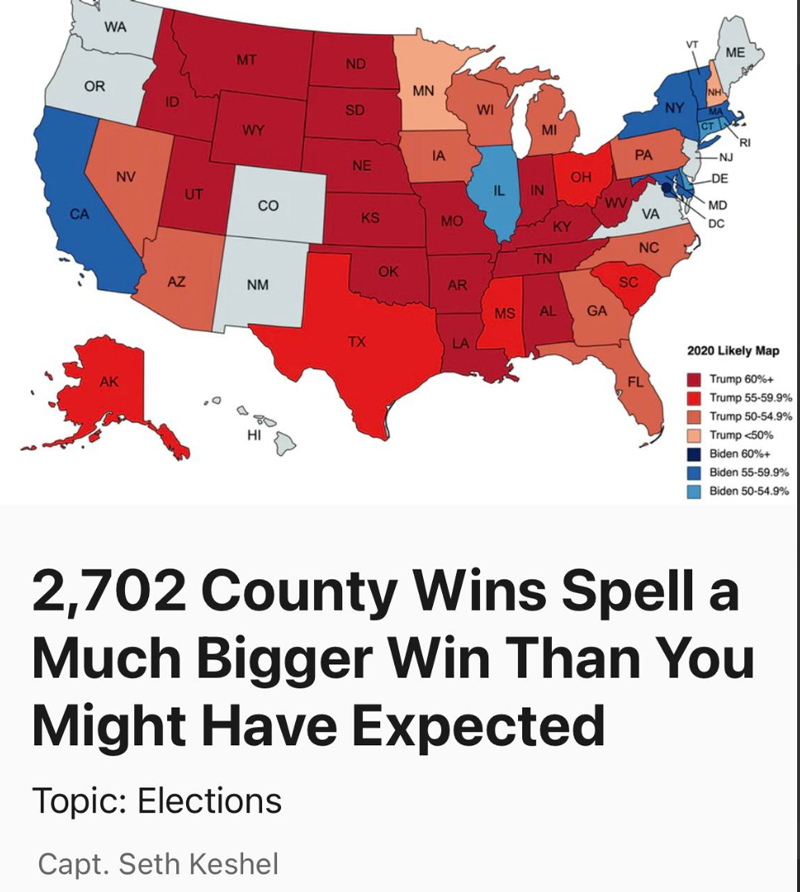 WA
OR
CA
NV
ID
MT
WY
UT
AZ
CO
NM
ND
SD
NE
KS
OK
TX
MN
IA
MO
AR
LA
WI
IL
MS
MI
IN
KY
TN
AL
OH
WV
GA
FL
SC
NC
VA
PA
NY
VT
NH
ME
MA
CT
RI
NJ
DE
MD
DC
AK
HI
2020 Likely Map
Trump 60%+
Trump 55-59.9%
Trump 50-54.9%
Trump <50%
Biden 60%+
Biden 55-59.9%
Biden 50-54.9%
2,702 County Wins Spell a
Much Bigger Win Than You
Might Have Expected
Topic: Elections
Capt. Seth Keshel